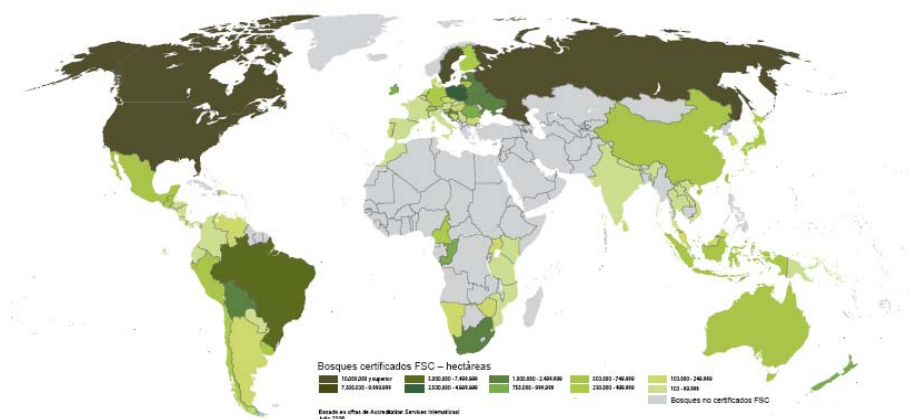 Bosques certificados FSC – hectáreas
10.000.000 y superior
7.500.000 - 9.999.999
5.000.000 - 7.499.999
2.500.000 - 4.999.999
1.000.000 - 2.499.999
750.000 - 999.999
500.000 - 749.999
250.000 - 499.999
100.000 - 249.999
100 - 99.999
Bosques no certificados FSC
Basado en cifras de Accreditation Services International